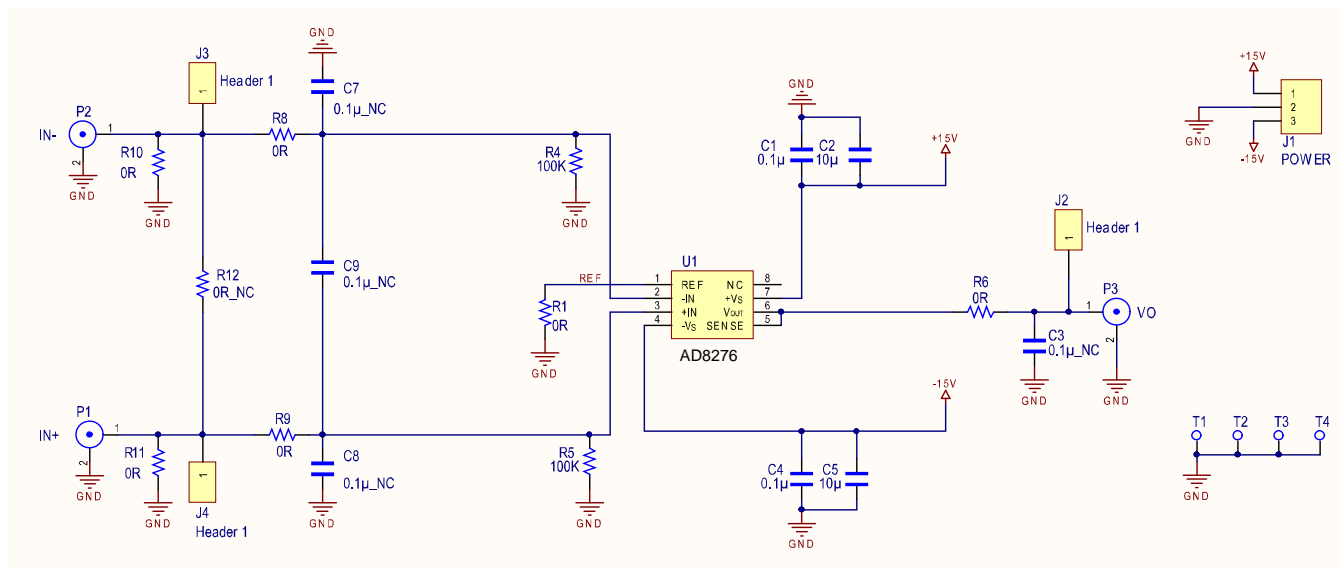 GND
J3
1
Header 1
C7
0.1µ_NC
P2
IN-
1
2
GND
R10
0R
GND
R8
0R
R4
100K
GND
R12
0R_NC
C9
0.1µ_NC
REF
R1
0R
GND
P1
IN+
1
2
GND
R11
0R
GND
1
J4
Header 1
R9
0R
C8
0.1µ_NC
GND
R5
100K
GND
U1
1 REF NC 8
2 -IN +Vs 7
3 +IN VOUT 6
4 -Vs SENSE 5
AD8276
GND
C1
0.1µ
C2
10µ
+15V
-15V
C4
0.1µ
C5
10µ
GND
R6
0R
J2
1
Header 1
C3
0.1µ_NC
GND
P3
1
2
VO
GND
+15V
1
2
3
GND
-15V
J1
POWER
T1 T2 T3 T4
GND